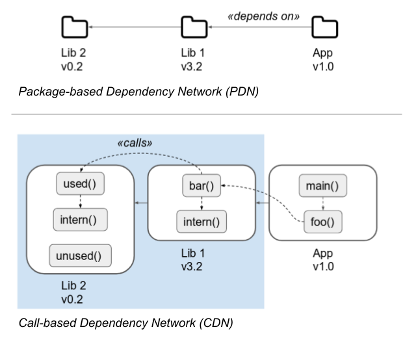 «depends on»
Lib 2 Lib 1 App
v0.2 v3.2 v1.0
Package-based Dependency Network (PDN)
«calls»
used() bar() main()
intern() intern() foo()
unused()
Lib 1 App
v3.2 v1.0
Lib 2
v0.2
Call-based Dependency Network (CDN)